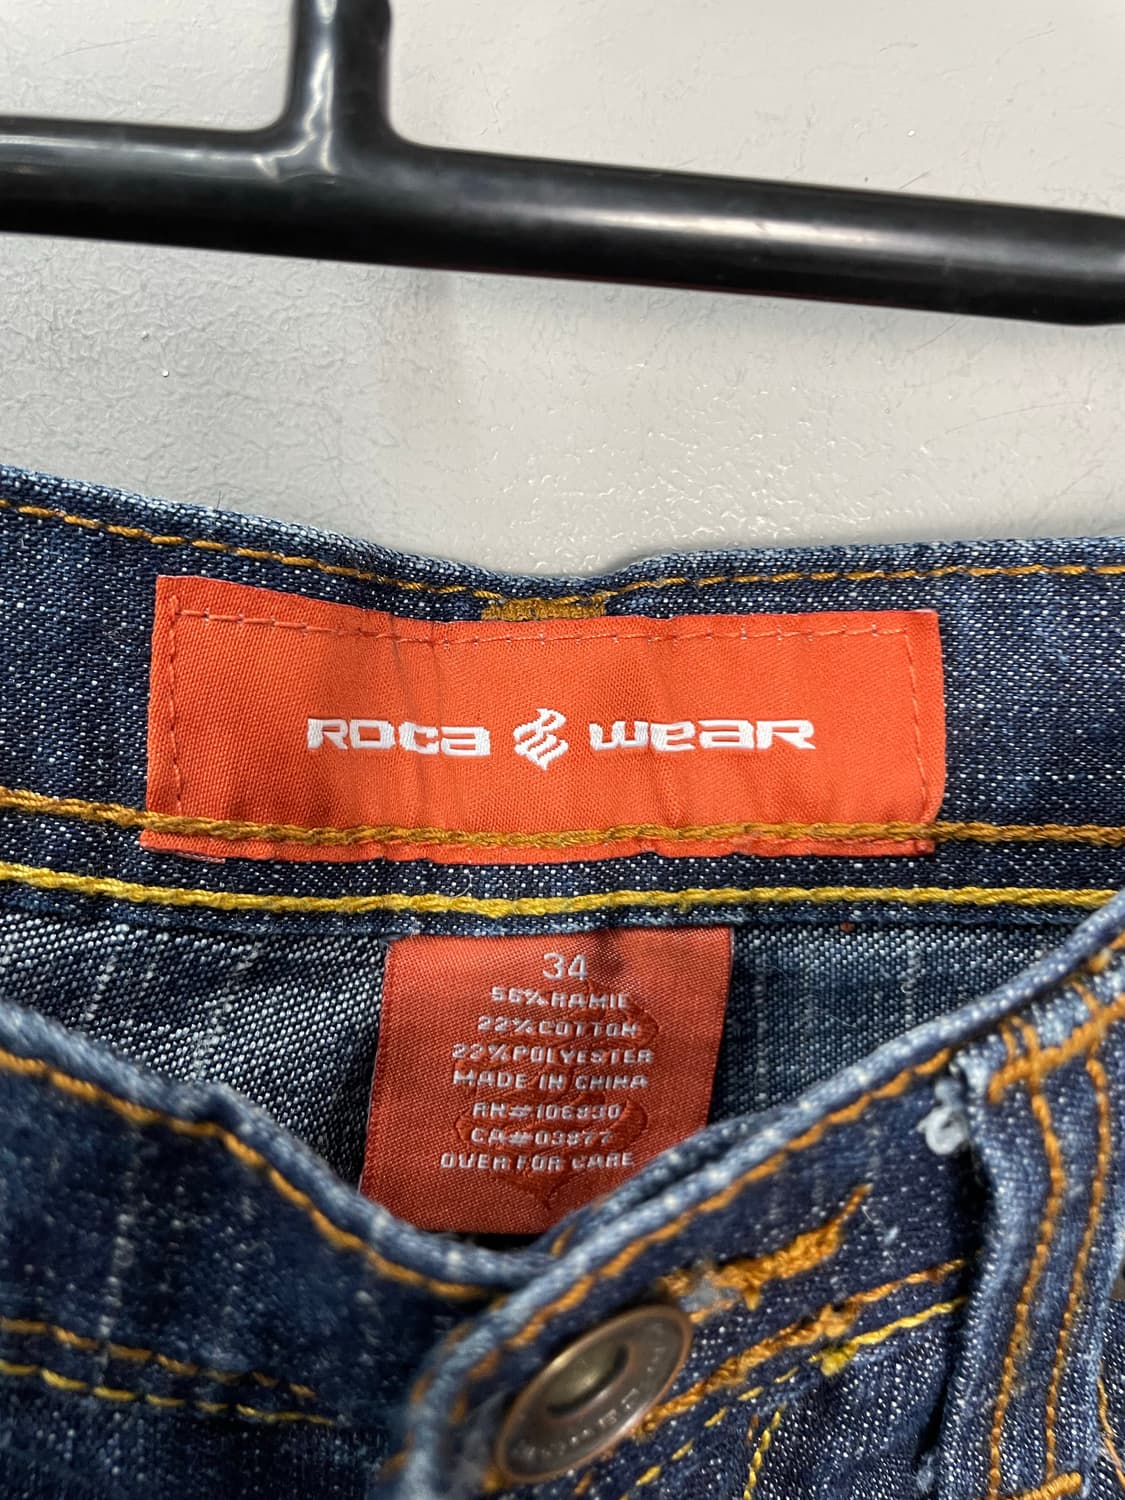 ROCA WEAR
34
56% RAMIE
22% COTTON
22% POLYESTER
MADE IN CHINA
RN# 106830
CA# 03877
OVER FOR CARE